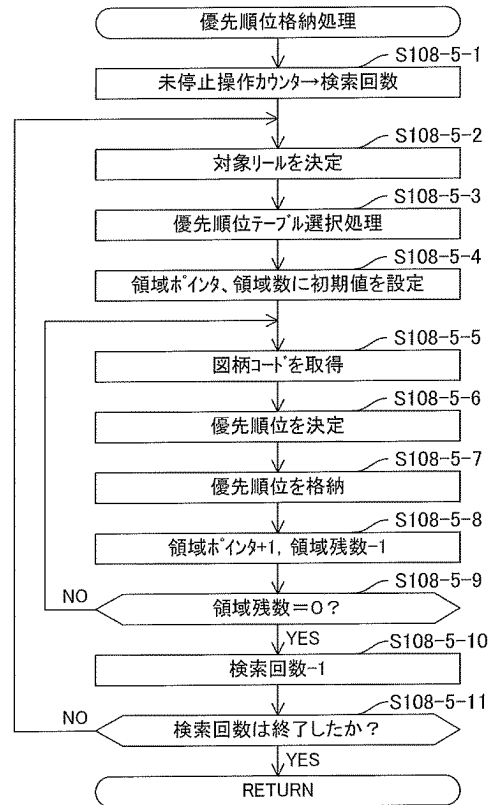 優先順位格納処理
S108-5-1
未停止操作カウンタ→検索回数
S108-5-2
対象リールを決定
S108-5-3
優先順位テーブル選択処理
S108-5-4
領域ポインタ、領域数に初期値を設定
S108-5-5
図柄コードを取得
S108-5-6
優先順位を決定
S108-5-7
優先順位を格納
S108-5-8
領域ポインタ+1, 領域残数-1
S108-5-9
NO
領域残数=0?
YES
S108-5-10
検索回数-1
S108-5-11
NO
検索回数は終了したか?
YES
RETURN